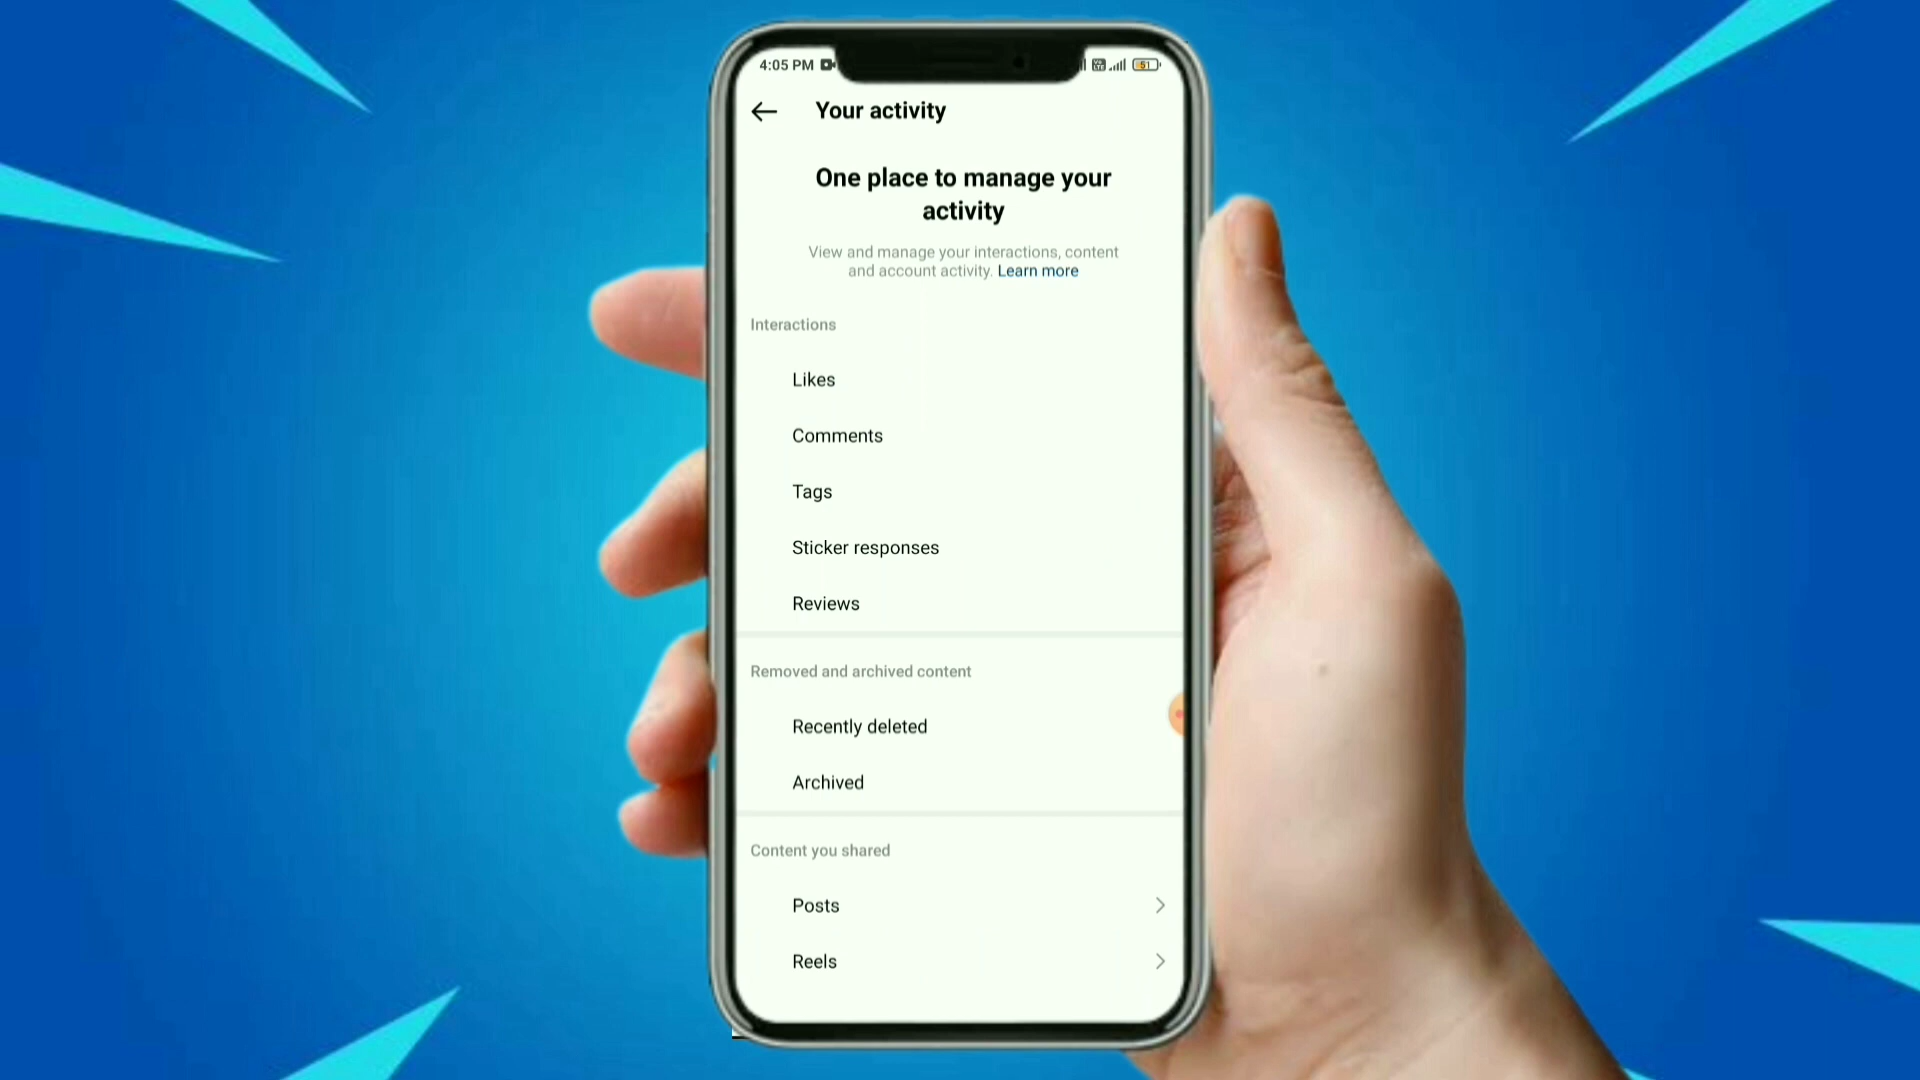 4:05 PM
51
Your activity
One place to manage your
activity
View and manage your interactions, content
and account activity. Learn more
Interactions
Likes
Comments
Tags
Sticker responses
Reviews
Removed and archived content
Recently deleted
Archived
Content you shared
Posts
Reels